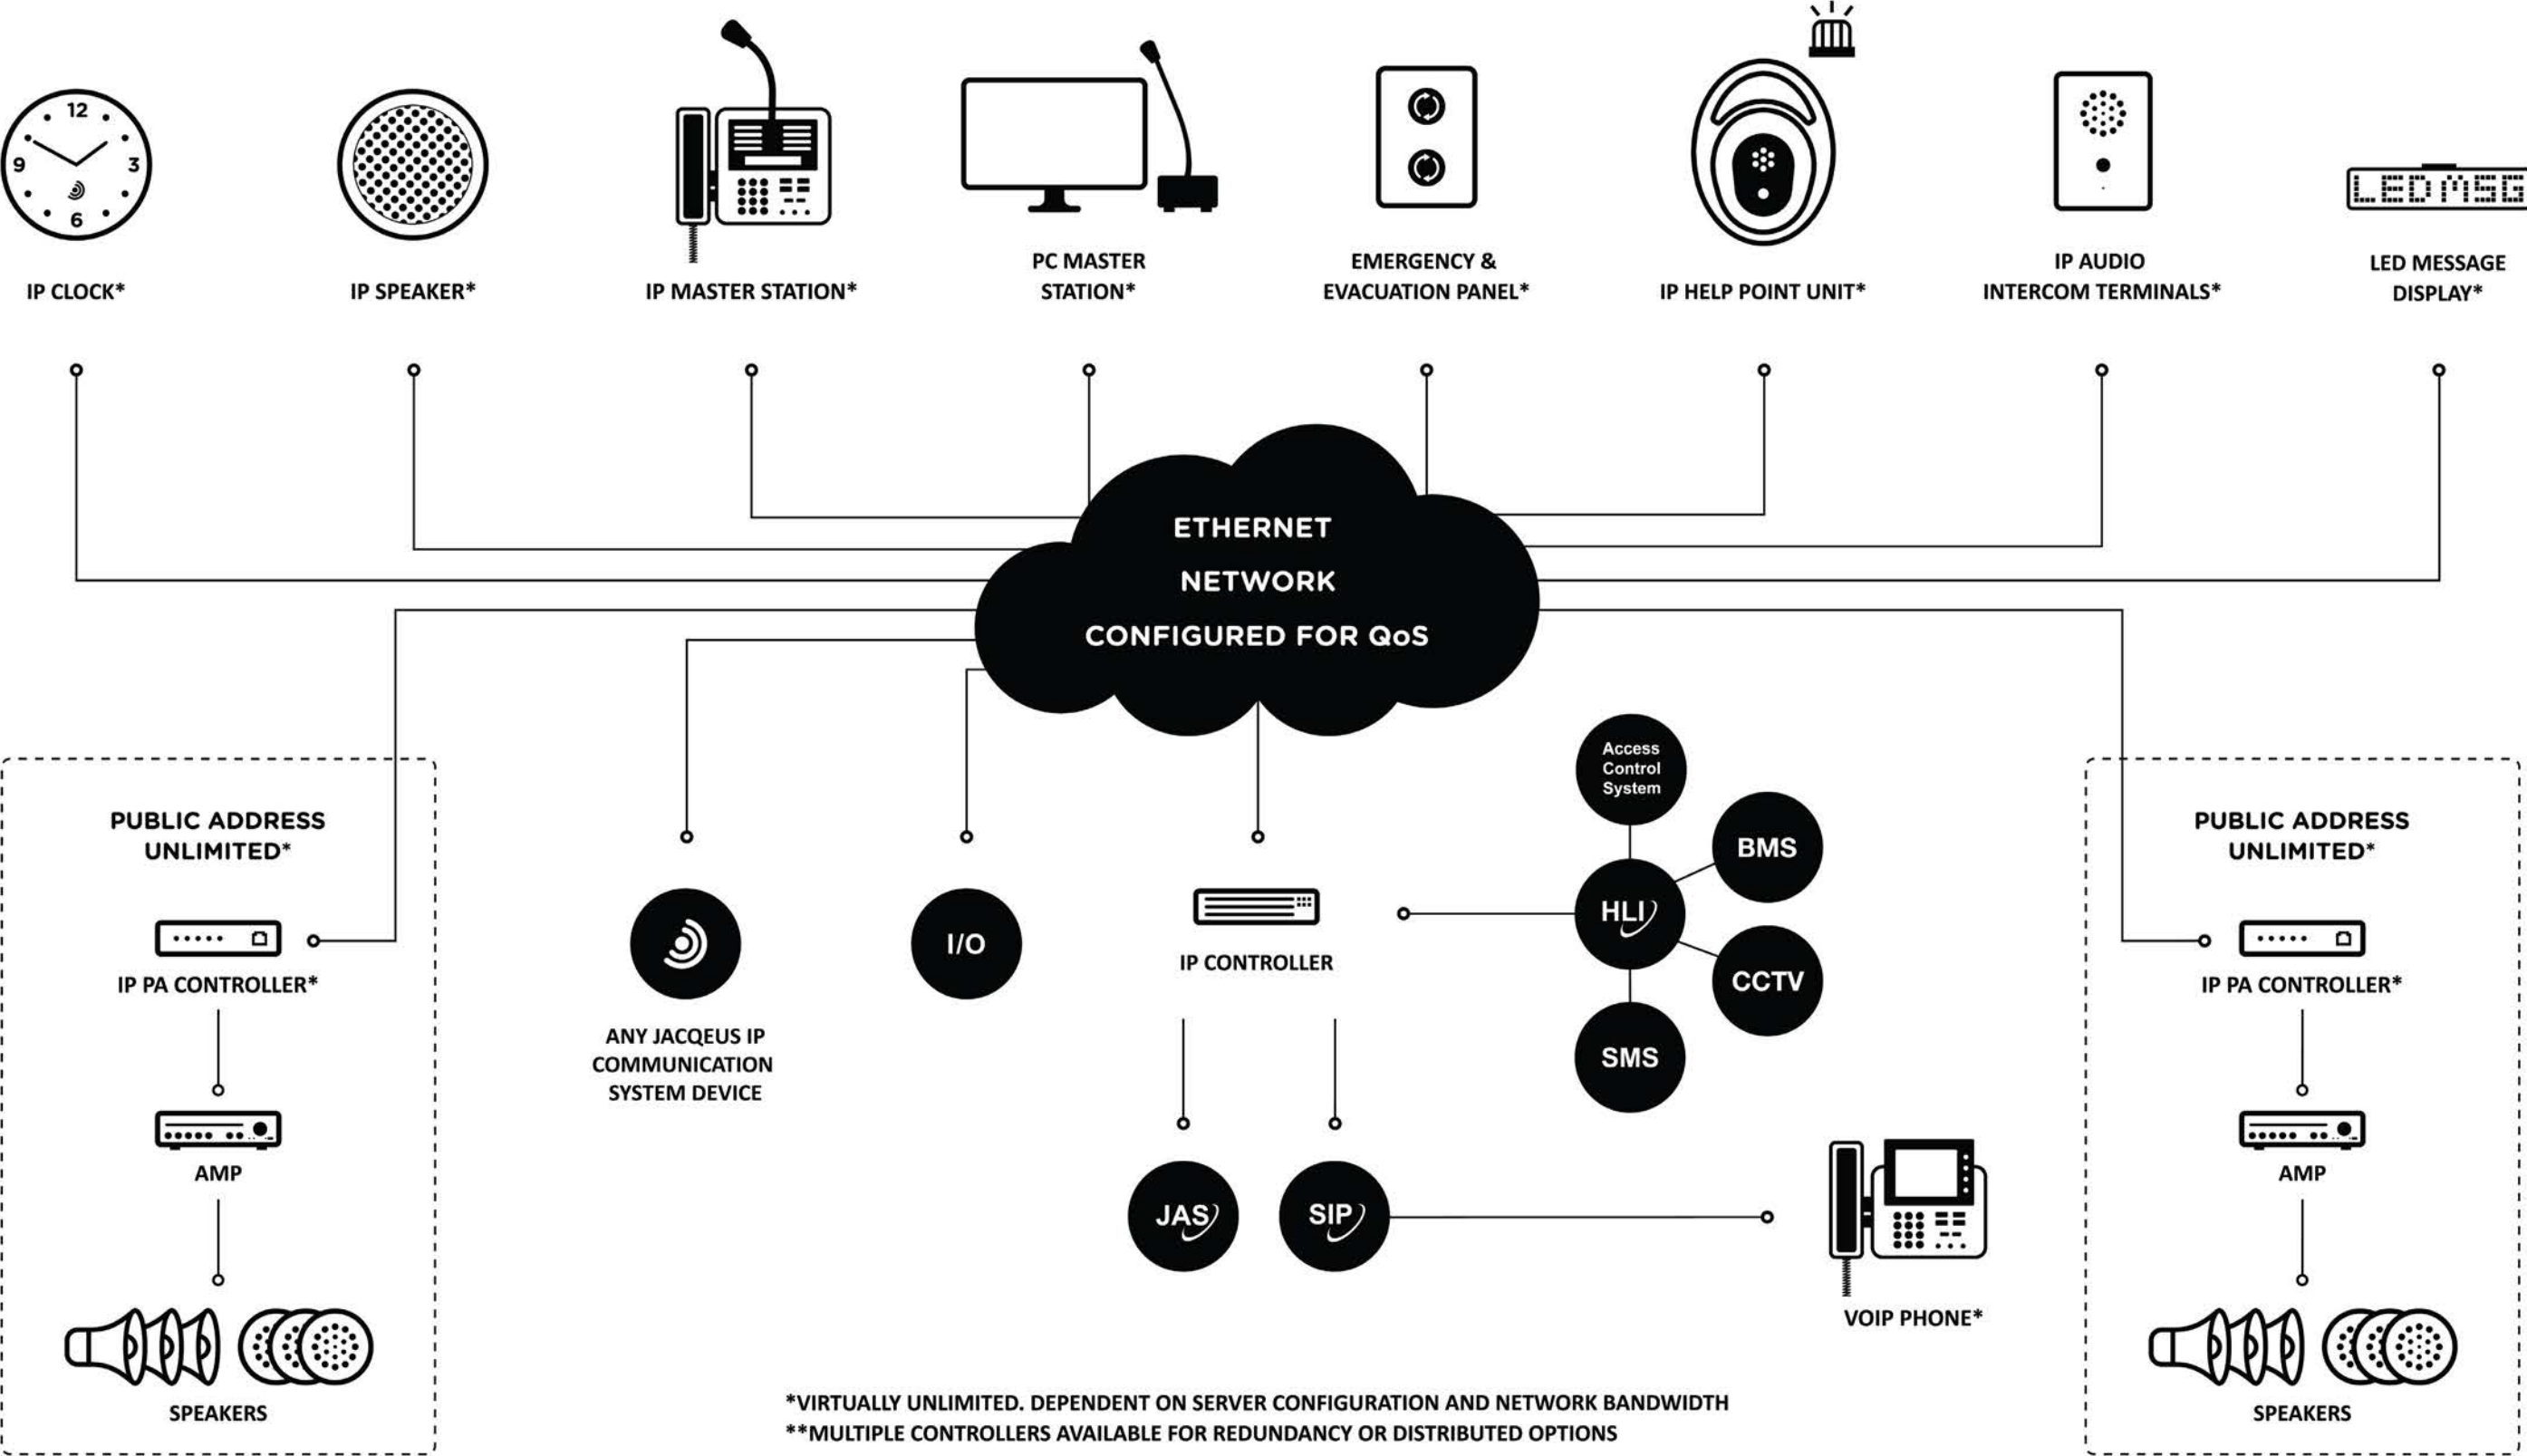 12
9
3
6
LED MSG
IP CLOCK*
IP SPEAKER*
IP MASTER STATION*
PC MASTER
STATION*
EMERGENCY &
EVACUATION PANEL*
IP HELP POINT UNIT*
IP AUDIO
INTERCOM TERMINALS*
LED MESSAGE
DISPLAY*
ETHERNET
NETWORK
CONFIGURED FOR QoS
PUBLIC ADDRESS
UNLIMITED*
IP PA CONTROLLER*
AMP
SPEAKERS
ANY JACQEUS IP
COMMUNICATION
SYSTEM DEVICE
I/O
IP CONTROLLER
Access
Control
System
BMS
HLI
CCTV
SMS
JAS
SIP
VOIP PHONE*
PUBLIC ADDRESS
UNLIMITED*
IP PA CONTROLLER*
AMP
SPEAKERS
*VIRTUALLY UNLIMITED. DEPENDENT ON SERVER CONFIGURATION AND NETWORK BANDWIDTH
**MULTIPLE CONTROLLERS AVAILABLE FOR REDUNDANCY OR DISTRIBUTED OPTIONS